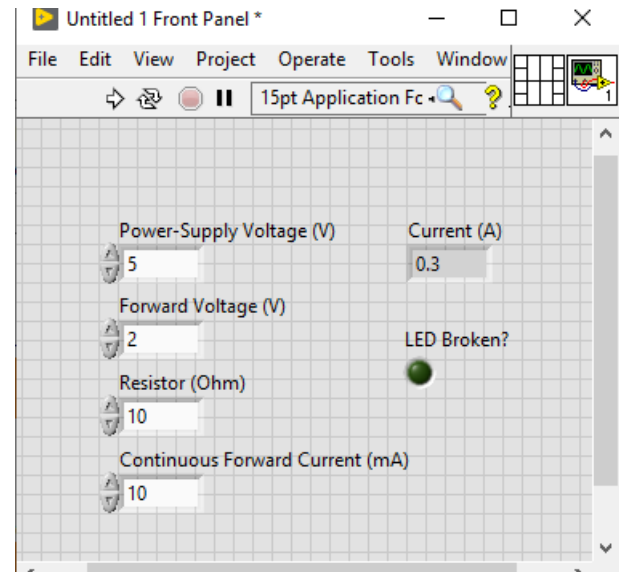 Untitled 1 Front Panel *
File Edit View Project Operate Tools Window
15pt Application Fc
1
Power-Supply Voltage (V)
5
Current (A)
0.3
Forward Voltage (V)
2
LED Broken?
Resistor (Ohm)
10
Continuous Forward Current (mA)
10